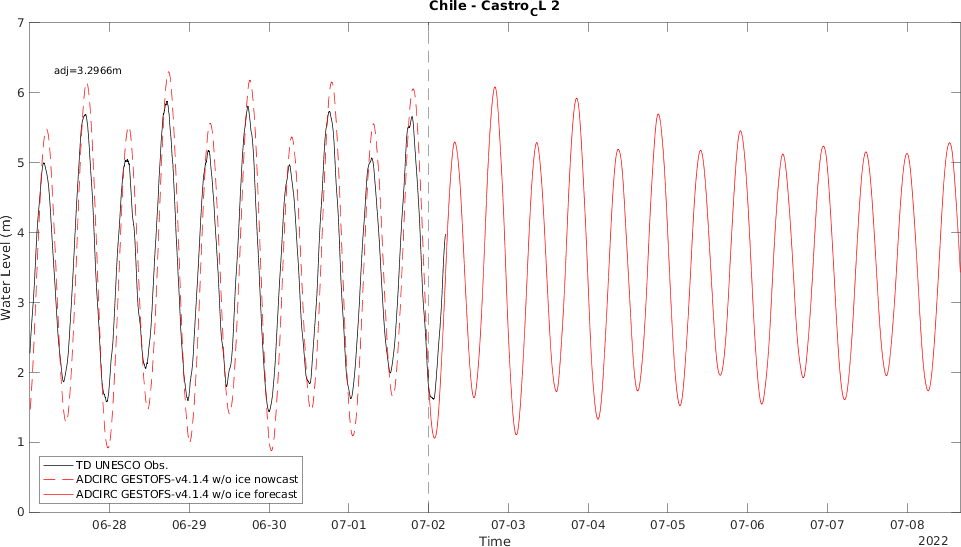 Chile - Castro_CL 2
7
adj=3.2966m
6
5
4
3
2
1
0
Water Level (m)
TD UNESCO Obs.
ADCIRC GESTOFS-v4.1.4 w/o ice nowcast
ADCIRC GESTOFS-v4.1.4 w/o ice forecast
06-28 06-29 06-30 07-01 07-02 07-03 07-04 07-05 07-06 07-07 07-08
Time
2022